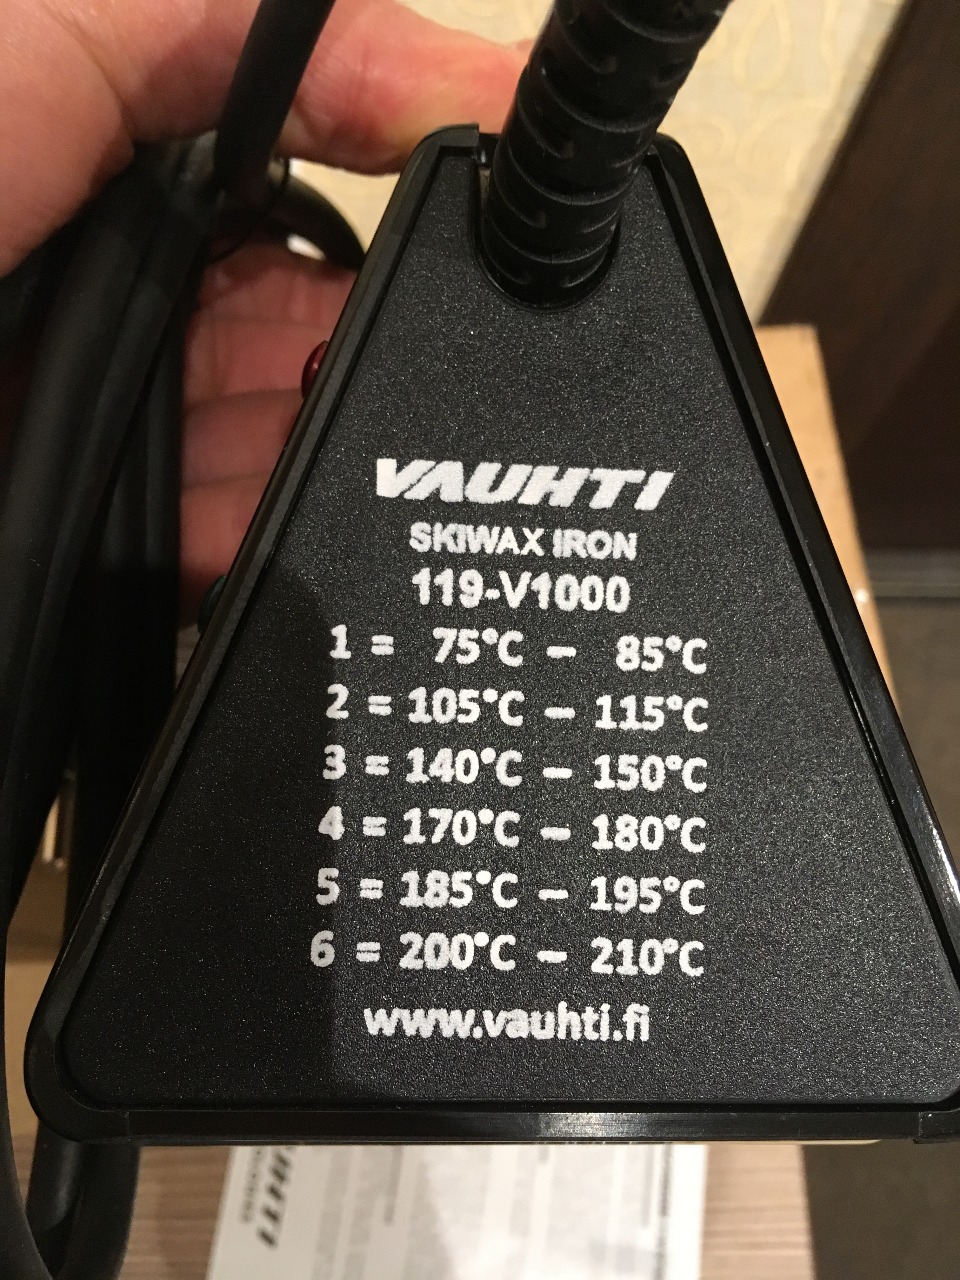 VAUHTI
SKIWAX IRON
119-V1000
1 = 75°C – 85°C
2 = 105°C – 115°C
3 = 140°C – 150°C
4 = 170°C – 180°C
5 = 185°C – 195°C
6 = 200°C – 210°C
www.vauhti.fi